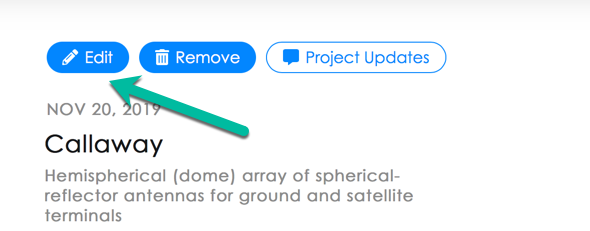 Edit Remove Project Updates
NOV 20, 2019
Callaway
Hemispherical (dome) array of spherical-
reflector antennas for ground and satellite
terminals